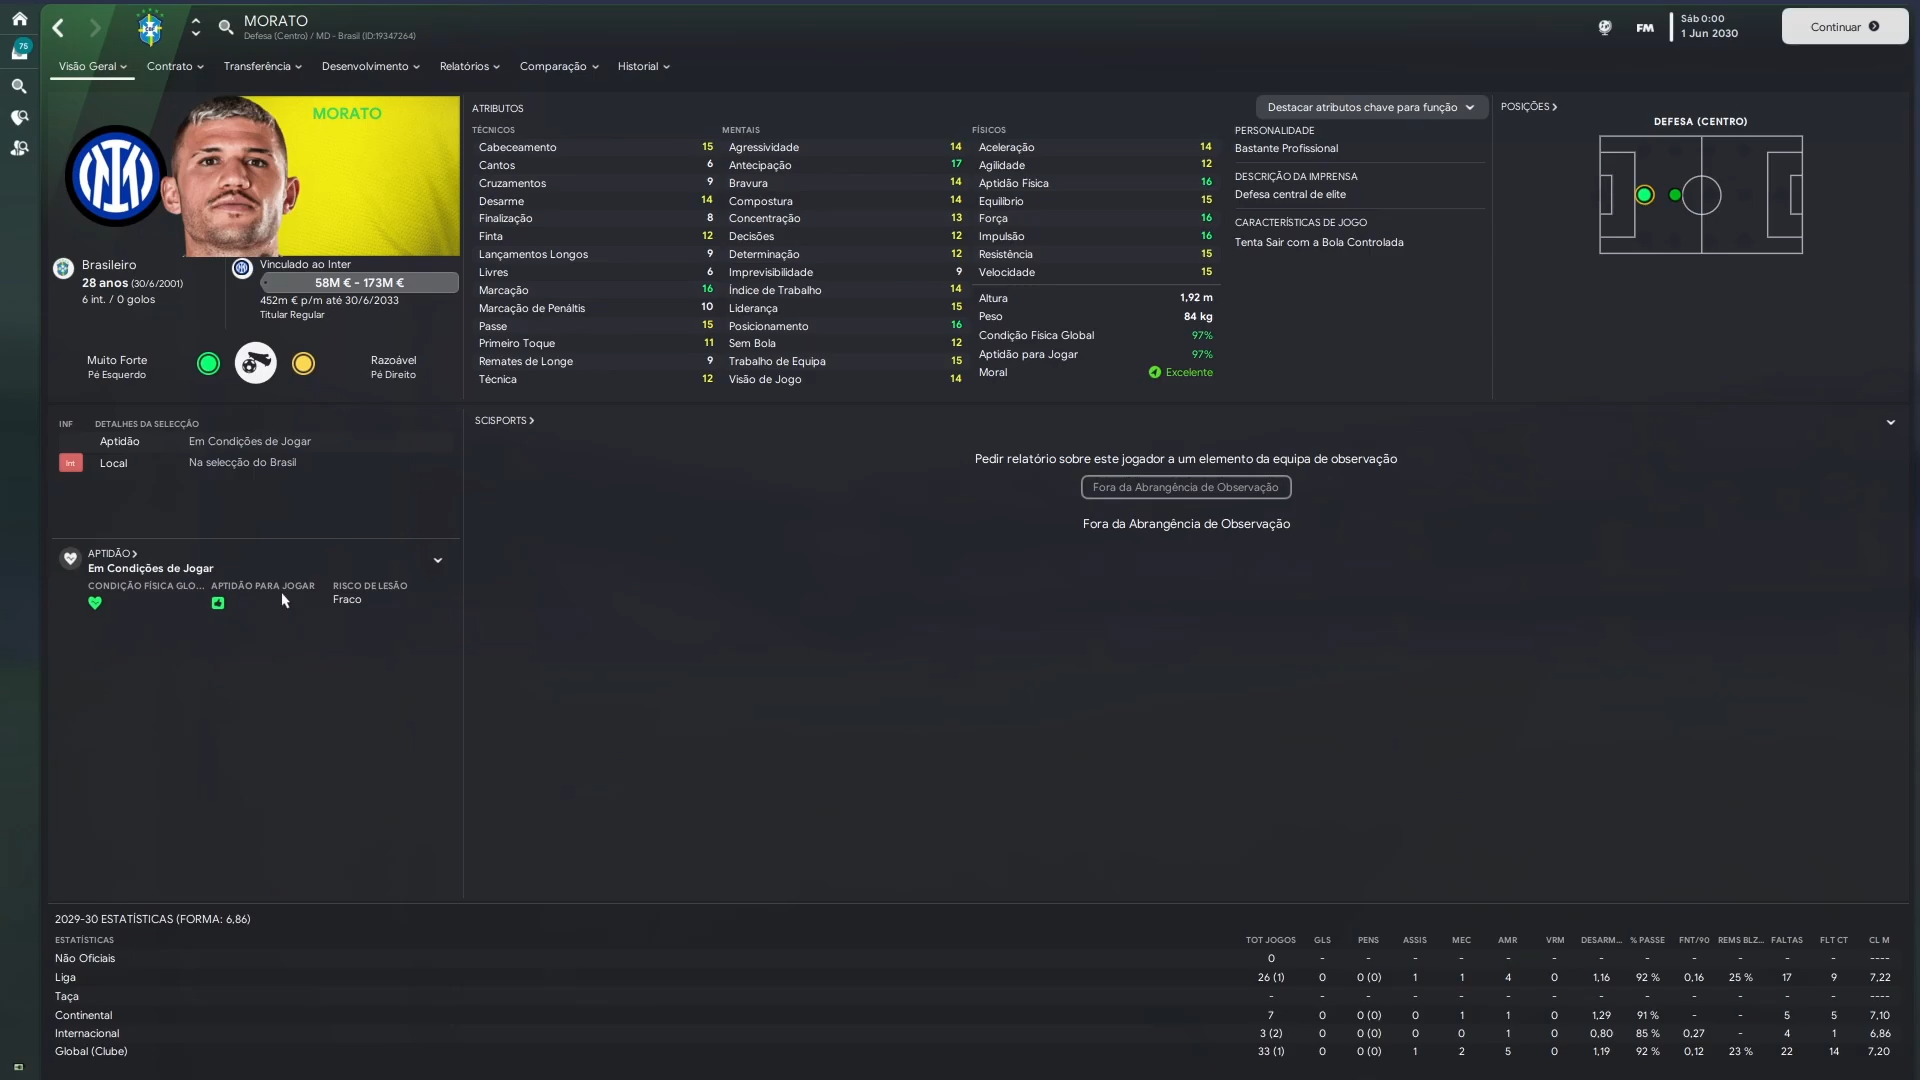 MORATO
Defesa (Centro) / MD - Brasil (ID:19347264)
FM
Sáb 0:00
1 Jun 2030
Continuar
75
Visão Geral
Contrato
Transferência
Desenvolvimento
Relatórios
Comparação
Historial
MORATO
Brasileiro
28 anos (30/6/2001)
6 int. / 0 golos
Vinculado ao Inter
58M € - 173M €
452m € p/m até 30/6/2033
Titular Regular
Muito Forte
Pé Esquerdo
Razoável
Pé Direito
ATRIBUTOS
Destacar atributos chave para função
TÉCNICOS
Cabeceamento 15
Cantos 6
Cruzamentos 9
Desarme 14
Finalização 8
Finta 12
Lançamentos Longos 9
Livres 6
Marcação 16
Marcação de Penáltis 10
Passe 15
Primeiro Toque 11
Remates de Longe 9
Técnica 12
MENTAIS
Agressividade 14
Antecipação 17
Bravura 14
Compostura 14
Concentração 13
Decisões 12
Determinação 12
Imprevisibilidade 9
Índice de Trabalho 14
Liderança 15
Posicionamento 16
Sem Bola 12
Trabalho de Equipa 15
Visão de Jogo 14
FÍSICOS
Aceleração 14
Agilidade 12
Aptidão Física 16
Equilíbrio 15
Força 16
Impulsão 16
Resistência 15
Velocidade 15
Altura 1,92 m
Peso 84 kg
Condição Física Global 97%
Aptidão para Jogar 97%
Moral Excelente
PERSONALIDADE
Bastante Profissional
DESCRIÇÃO DA IMPRENSA
Defesa central de elite
CARACTERÍSTICAS DE JOGO
Tenta Sair com a Bola Controlada
POSIÇÕES
DEFESA (CENTRO)
INF DETALHES DA SELECÇÃO
Aptidão Em Condições de Jogar
Int Local Na selecção do Brasil
APTIDÃO
Em Condições de Jogar
CONDIÇÃO FÍSICA GLO... APTIDÃO PARA JOGAR RISCO DE LESÃO
Fraco
SCISPORTS
Pedir relatório sobre este jogador a um elemento da equipa de observação
Fora da Abrangência de Observação
Fora da Abrangência de Observação
2029-30 ESTATÍSTICAS (FORMA: 6,86)
ESTATÍSTICAS TOT JOGOS GLS PENS ASSIS MEC AMR VRM DESARM... % PASSE FNT/90 REMS BLZ... FALTAS FLT CT CL M
Não Oficiais 0 - - - - - - - - - - - - ----
Liga 26 (1) 0 0 (0) 1 1 4 0 1,16 92 % 0,16 25 % 17 9 7,22
Taça - - - - - - - - - - - - - ----
Continental 7 0 0 (0) 0 1 1 0 1,29 91 % - - 5 5 7,10
Internacional 3 (2) 0 0 (0) 0 0 1 0 0,80 85 % 0,27 - 4 1 6,86
Global (Clube) 33 (1) 0 0 (0) 1 2 5 0 1,19 92 % 0,12 23 % 22 14 7,20